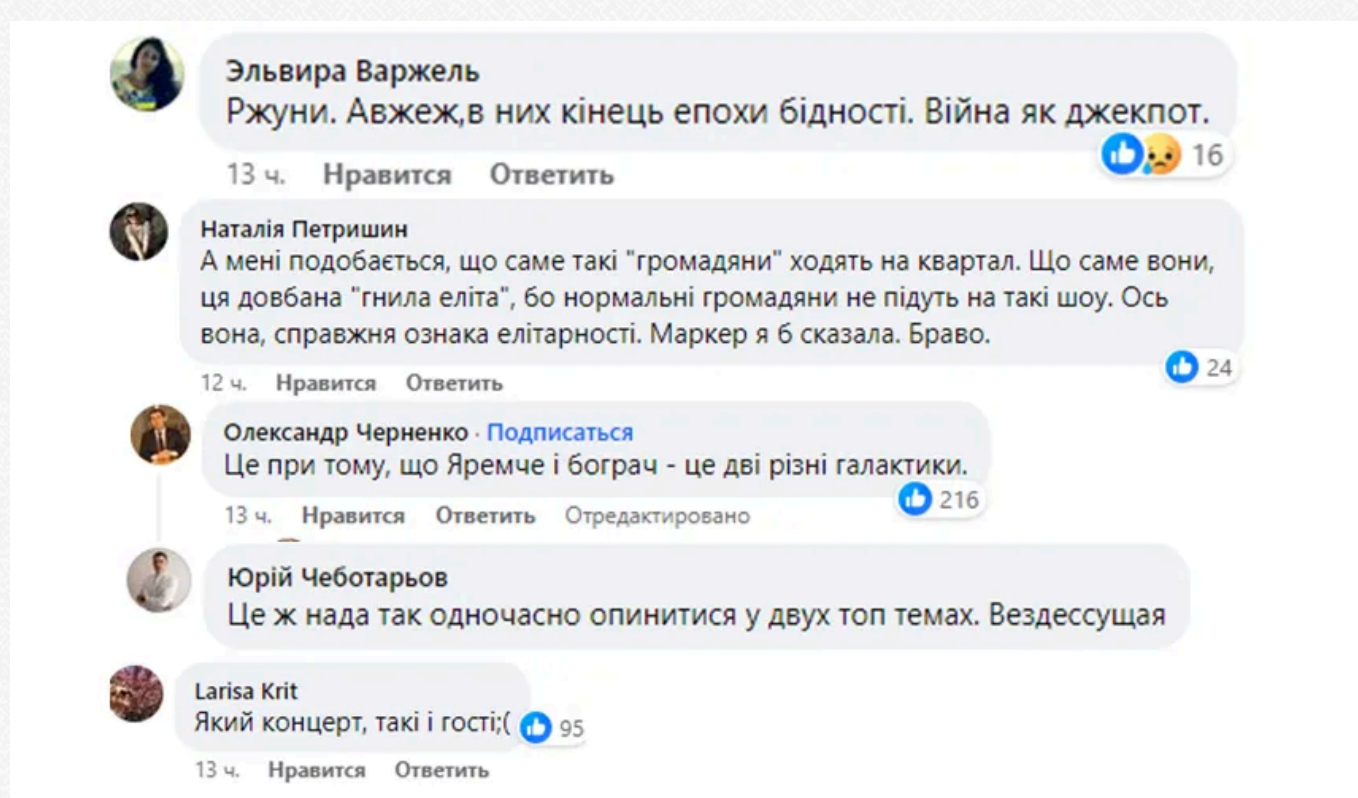 Эльвира Варжель
Ржуни. Авжеж,в них кінець епохи бідності. Війна як джекпот.
16
13 ч. Нравится Ответить
Наталія Петришин
А мені подобається, що саме такі "громадяни" ходять на квартал. Що саме вони,
ця довбана "гнила еліта", бо нормальні громадяни не підуть на такі шоу. Ось
вона, справжня ознака елітарності. Маркер я б сказала. Браво.
24
12 ч. Нравится Ответить
Олександр Черненко · Подписаться
Це при тому, що Яремче і бограч - це дві різні галактики.
216
13 ч. Нравится Ответить Отредактировано
Юрій Чеботарьов
Це ж нада так одночасно опинитися у двух топ темах. Вездессущая
Larisa Krit
Який концерт, такі і гості;( 95
13 ч. Нравится Ответить